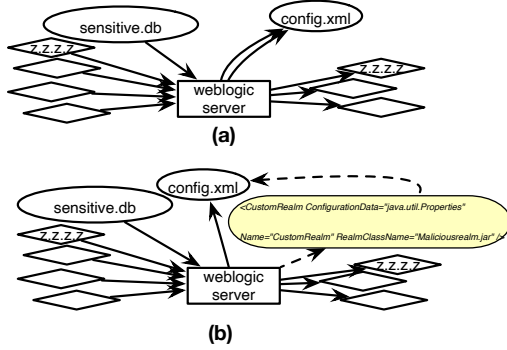 sensitive.db
config.xml
z.z.z.z
z.z.z.z
weblogic
server
(a)
config.xml
sensitive.db
<CustomRealm ConfigurationData="java.util.Properties"
Name="CustomRealm" RealmClassName="Maliciousrealm.jar" />
z.z.z.z
z.z.z.z
weblogic
server
(b)